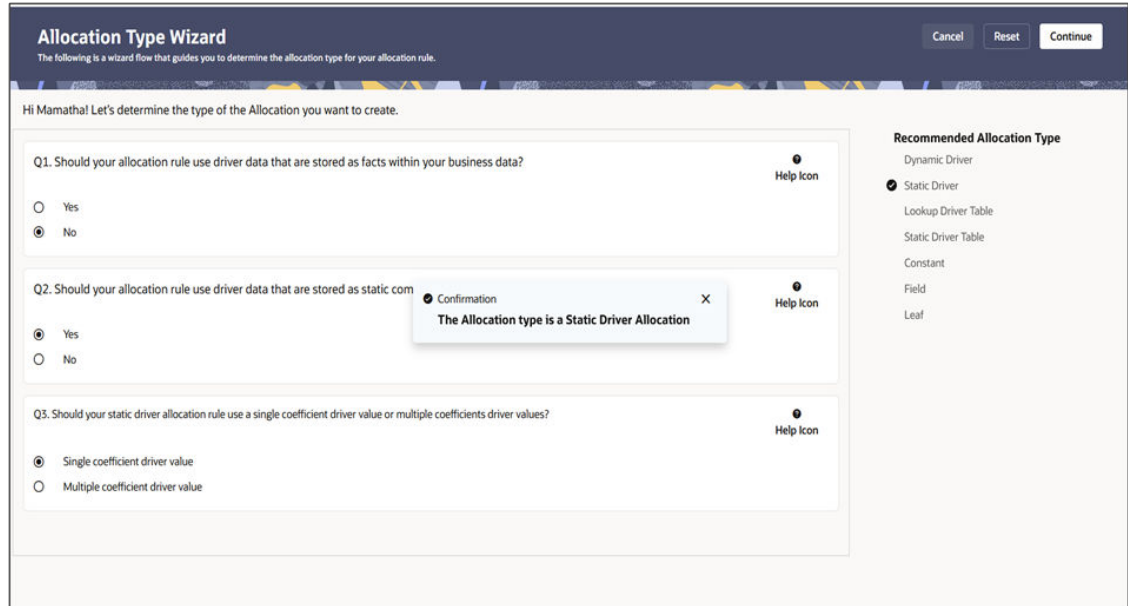 Allocation Type Wizard
The following is a wizard flow that guides you to determine the allocation type for your allocation rule.
Cancel
Reset
Continue
Hi Mamatha! Let's determine the type of the Allocation you want to create.
Q1. Should your allocation rule use driver data that are stored as facts within your business data?
Help Icon
Yes
No
Q2. Should your allocation rule use driver data that are stored as static com
Help Icon
Yes
No
Confirmation
The Allocation type is a Static Driver Allocation
Q3. Should your static driver allocation rule use a single coefficient driver value or multiple coefficients driver values?
Help Icon
Single coefficient driver value
Multiple coefficient driver value
Recommended Allocation Type
Dynamic Driver
Static Driver
Lookup Driver Table
Static Driver Table
Constant
Field
Leaf